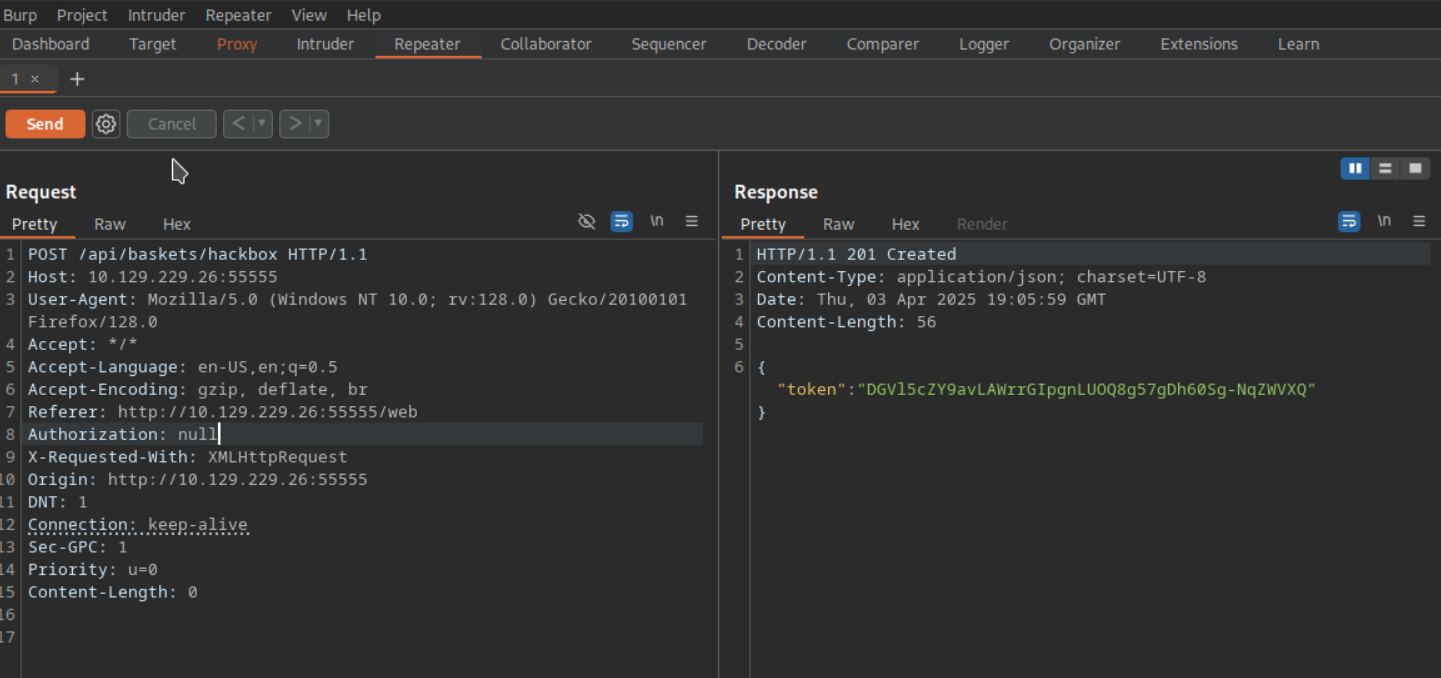 Burp Project Intruder Repeater View Help
Dashboard Target Proxy Intruder Repeater Collaborator Sequencer Decoder Comparer Logger Organizer Extensions Learn
1 × +
Send Cancel < >
Request
Pretty Raw Hex
\n
1 POST /api/baskets/hackbox HTTP/1.1
2 Host: 10.129.229.26:55555
3 User-Agent: Mozilla/5.0 (Windows NT 10.0; rv:128.0) Gecko/20100101
Firefox/128.0
4 Accept: */*
5 Accept-Language: en-US,en;q=0.5
6 Accept-Encoding: gzip, deflate, br
7 Referer: http://10.129.229.26:55555/web
8 Authorization: null
9 X-Requested-With: XMLHttpRequest
10 Origin: http://10.129.229.26:55555
11 DNT: 1
12 Connection: keep-alive
13 Sec-GPC: 1
14 Priority: u=0
15 Content-Length: 0
16
17
Response
Pretty Raw Hex Render
\n
1 HTTP/1.1 201 Created
2 Content-Type: application/json; charset=UTF-8
3 Date: Thu, 03 Apr 2025 19:05:59 GMT
4 Content-Length: 56
5
6 {
"token":"DGVl5cZY9avLAWrrGIpgnLUOQ8g57gDh60Sg-NqZWVXQ"
}